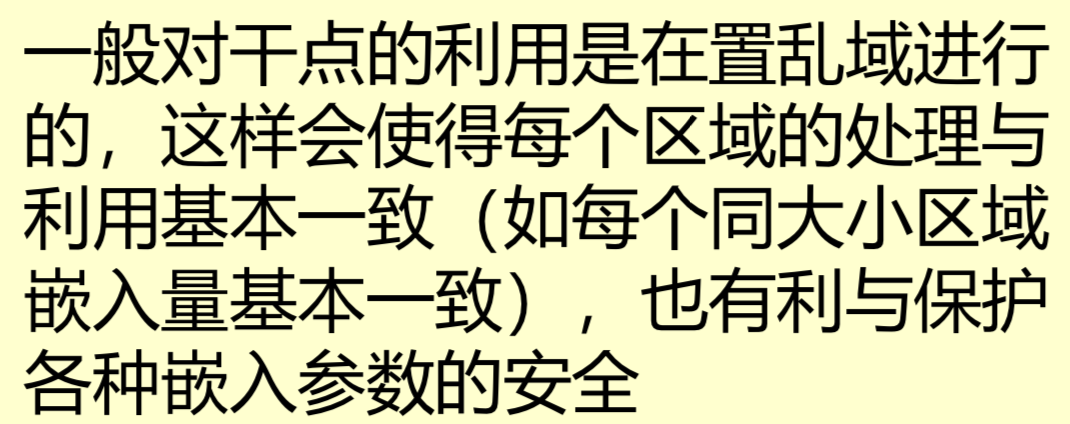 一般对干点的利用是在置乱域进行
的，这样会使得每个区域的处理与
利用基本一致（如每个同大小区域
嵌入量基本一致），也有利与保护
各种嵌入参数的安全